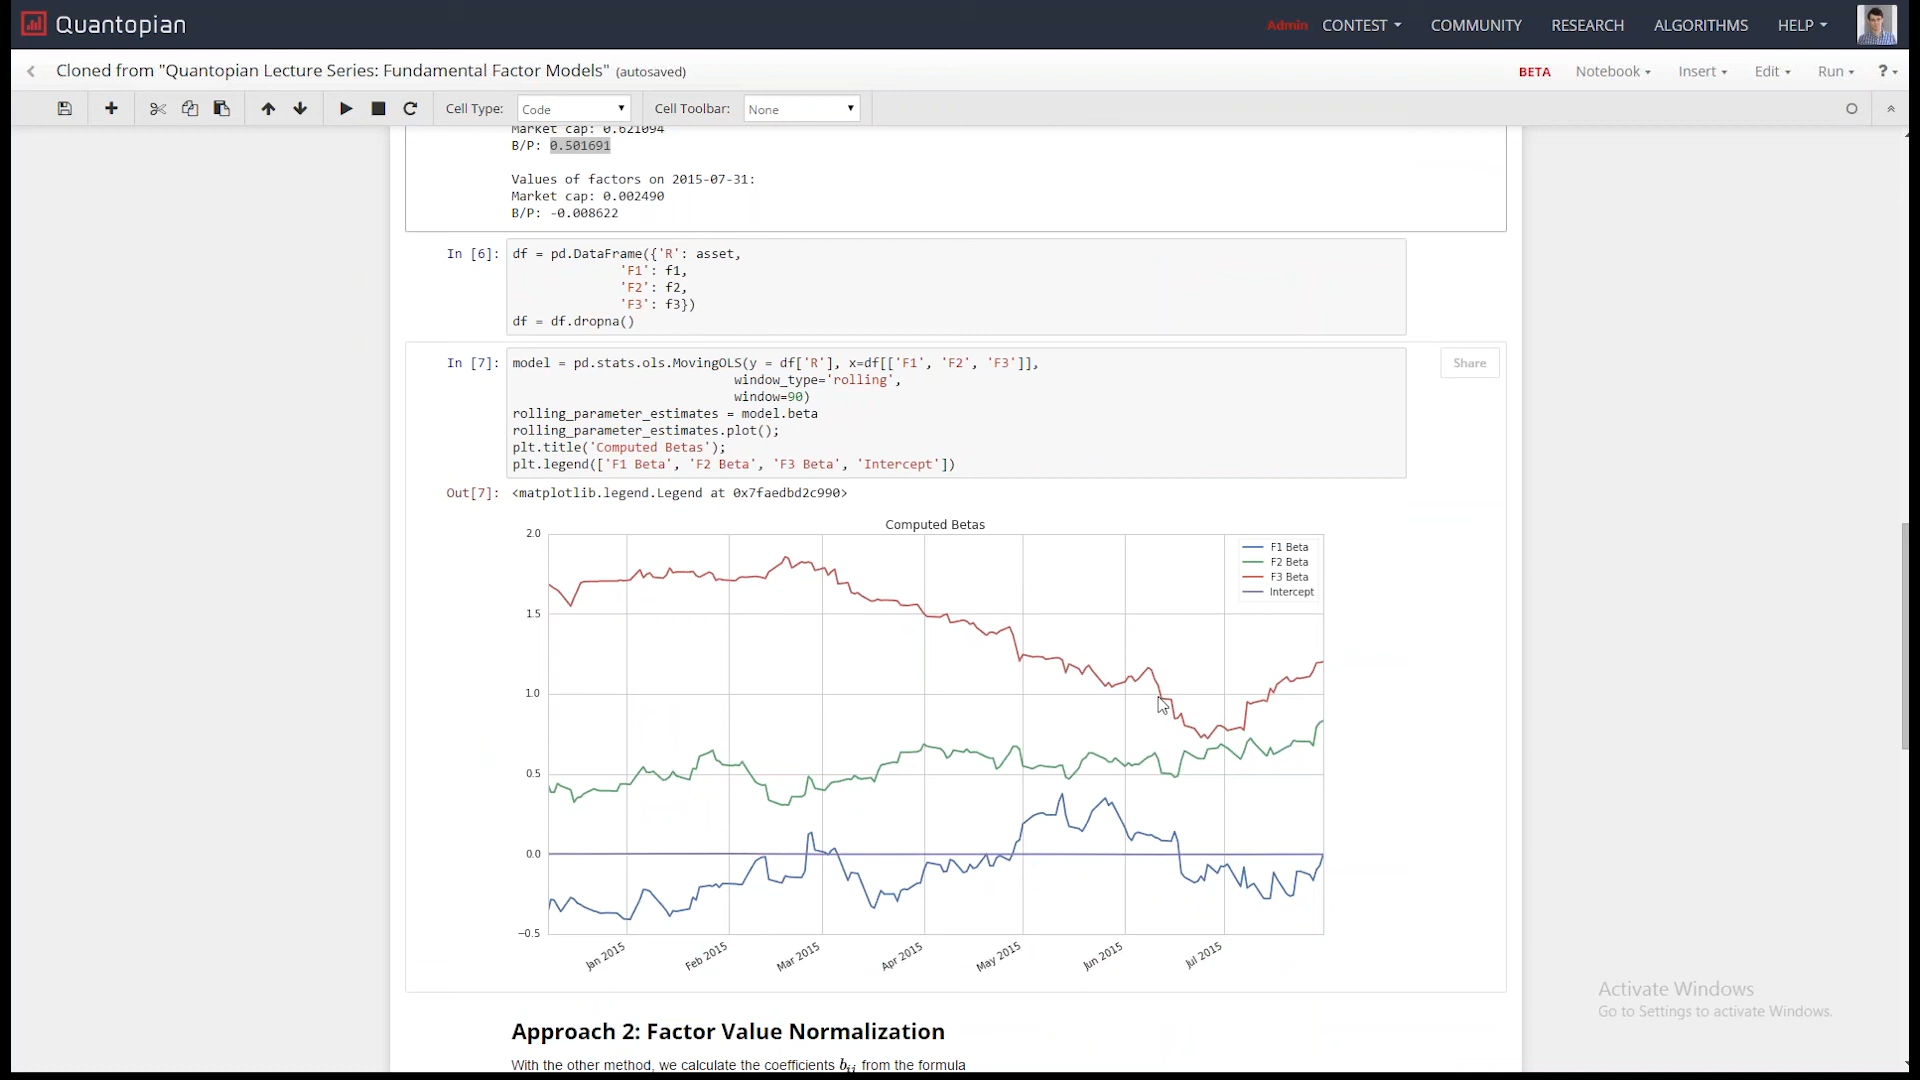 Quantopian
Admin CONTEST COMMUNITY RESEARCH ALGORITHMS HELP
Cloned from "Quantopian Lecture Series: Fundamental Factor Models" (autosaved)
BETA Notebook Insert Edit Run ?
Cell Type: Code Cell Toolbar: None
Market cap: 0.621094
B/P: 0.501691
Values of factors on 2015-07-31:
Market cap: 0.002490
B/P: -0.008622
In [6]: df = pd.DataFrame({'R': asset,
'F1': f1,
'F2': f2,
'F3': f3})
df = df.dropna()
In [7]: model = pd.stats.ols.MovingOLS(y = df['R'], x=df[['F1', 'F2', 'F3']],
window_type='rolling',
window=90)
rolling_parameter_estimates = model.beta
rolling_parameter_estimates.plot();
plt.title('Computed Betas');
plt.legend(['F1 Beta', 'F2 Beta', 'F3 Beta', 'Intercept'])
Share
Out[7]: <matplotlib.legend.Legend at 0x7faedbd2c990>
Computed Betas
2.0
1.5
1.0
0.5
0.0
−0.5
F1 Beta
F2 Beta
F3 Beta
Intercept
Jan 2015 Feb 2015 Mar 2015 Apr 2015 May 2015 Jun 2015 Jul 2015
Activate Windows
Go to Settings to activate Windows.
Approach 2: Factor Value Normalization
With the other method, we calculate the coefficients b_ij from the formula